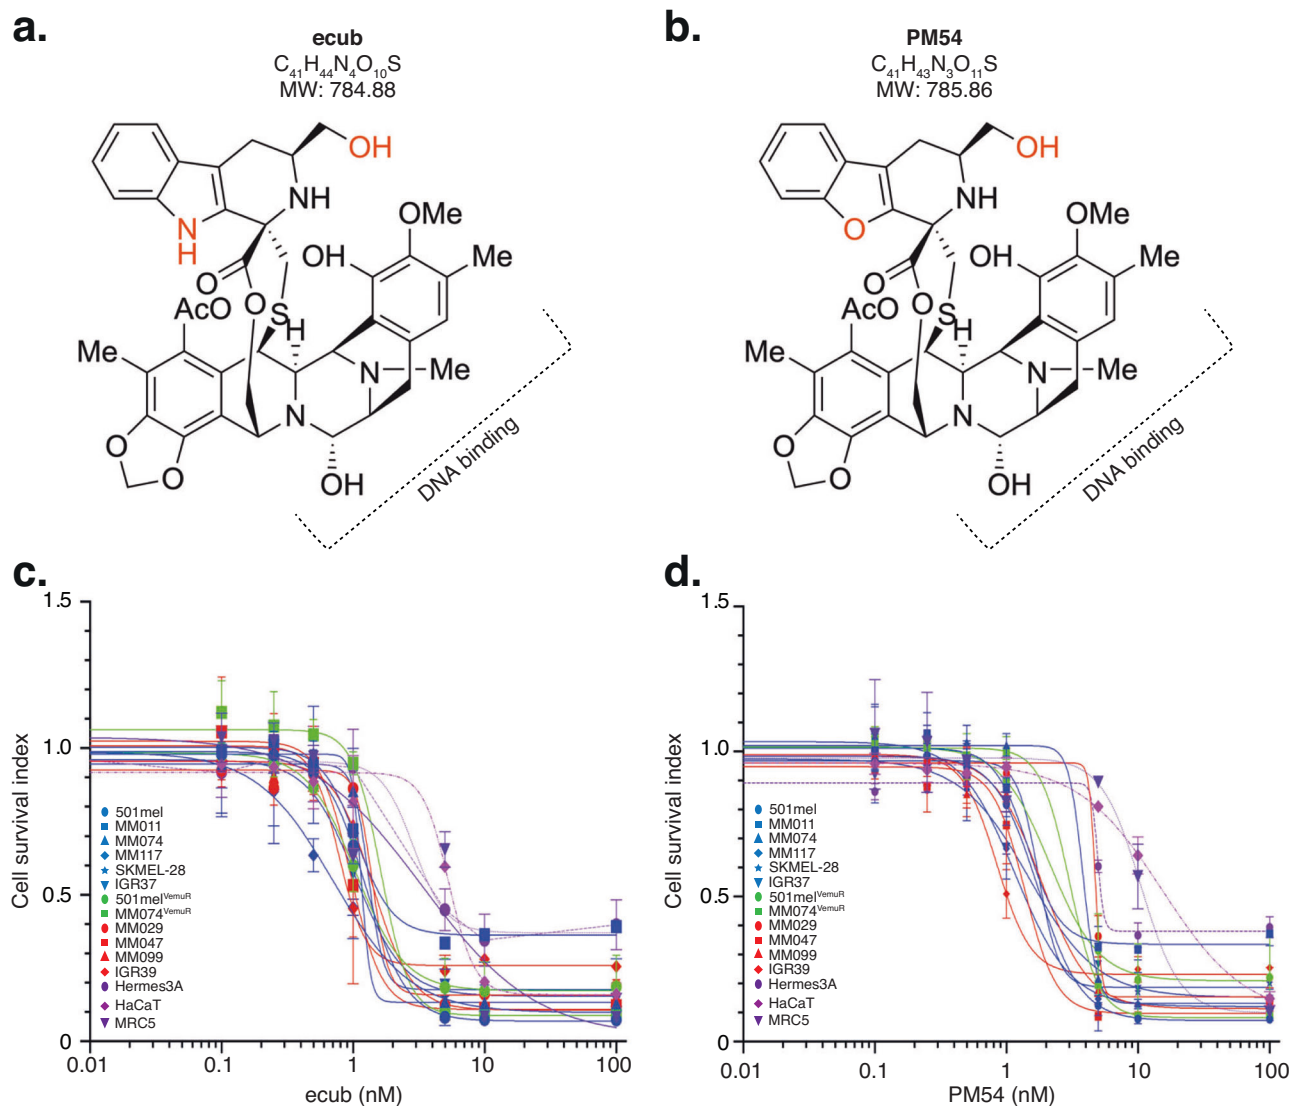 a.
ecub
C41H44N4O10S
MW: 784.88
OH
NH
N
H
OMe
OH
Me
O
O
S
AcO
H
Me
N
Me
N
O
O
OH
DNA binding
b.
PM54
C41H43N3O11S
MW: 785.86
OH
NH
O
OMe
OH
Me
O
O
S
AcO
H
Me
N
Me
N
O
O
OH
DNA binding
c.
Cell survival index
1.5
1.0
0.5
0
501mel
MM011
MM074
MM117
SKMEL-28
IGR37
501melVemuR
MM074VemuR
MM029
MM047
MM099
IGR39
Hermes3A
HaCaT
MRC5
0.01
0.1
1
10
100
ecub (nM)
d.
Cell survival index
1.5
1.0
0.5
0
501mel
MM011
MM074
MM117
SKMEL-28
IGR37
501melVemuR
MM074VemuR
MM029
MM047
MM099
IGR39
Hermes3A
HaCaT
MRC5
0.01
0.1
1
10
100
PM54 (nM)